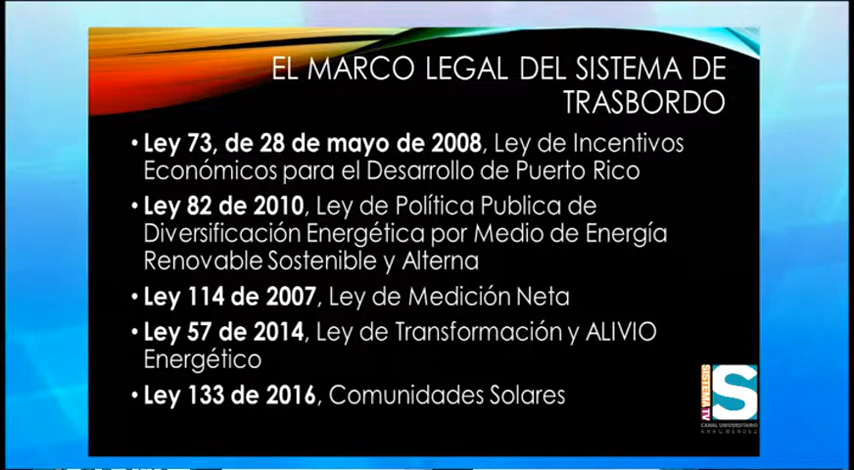 EL MARCO LEGAL DEL SISTEMA DE
TRASBORDO
• Ley 73, de 28 de mayo de 2008, Ley de Incentivos
Económicos para el Desarrollo de Puerto Rico
• Ley 82 de 2010, Ley de Política Publica de
Diversificación Energética por Medio de Energía
Renovable Sostenible y Alterna
• Ley 114 de 2007, Ley de Medición Neta
• Ley 57 de 2014, Ley de Transformación y ALIVIO
Energético
• Ley 133 de 2016, Comunidades Solares
SISTEMA TV
S
CANAL UNIVERSITARIO
ANA G. MÉNDEZ